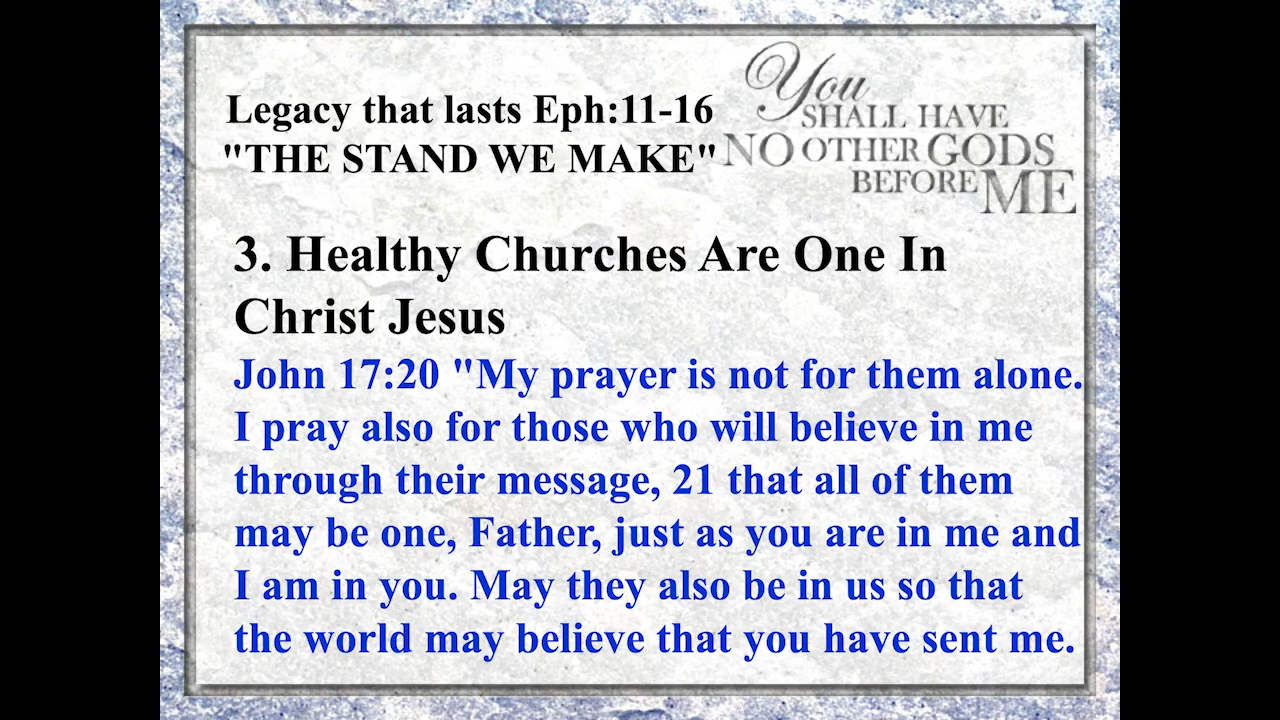 Legacy that lasts Eph:11-16
"THE STAND WE MAKE"
You
SHALL HAVE
NO OTHER GODS
BEFORE ME
3. Healthy Churches Are One In
Christ Jesus
John 17:20 "My prayer is not for them alone.
I pray also for those who will believe in me
through their message, 21 that all of them
may be one, Father, just as you are in me and
I am in you. May they also be in us so that
the world may believe that you have sent me.